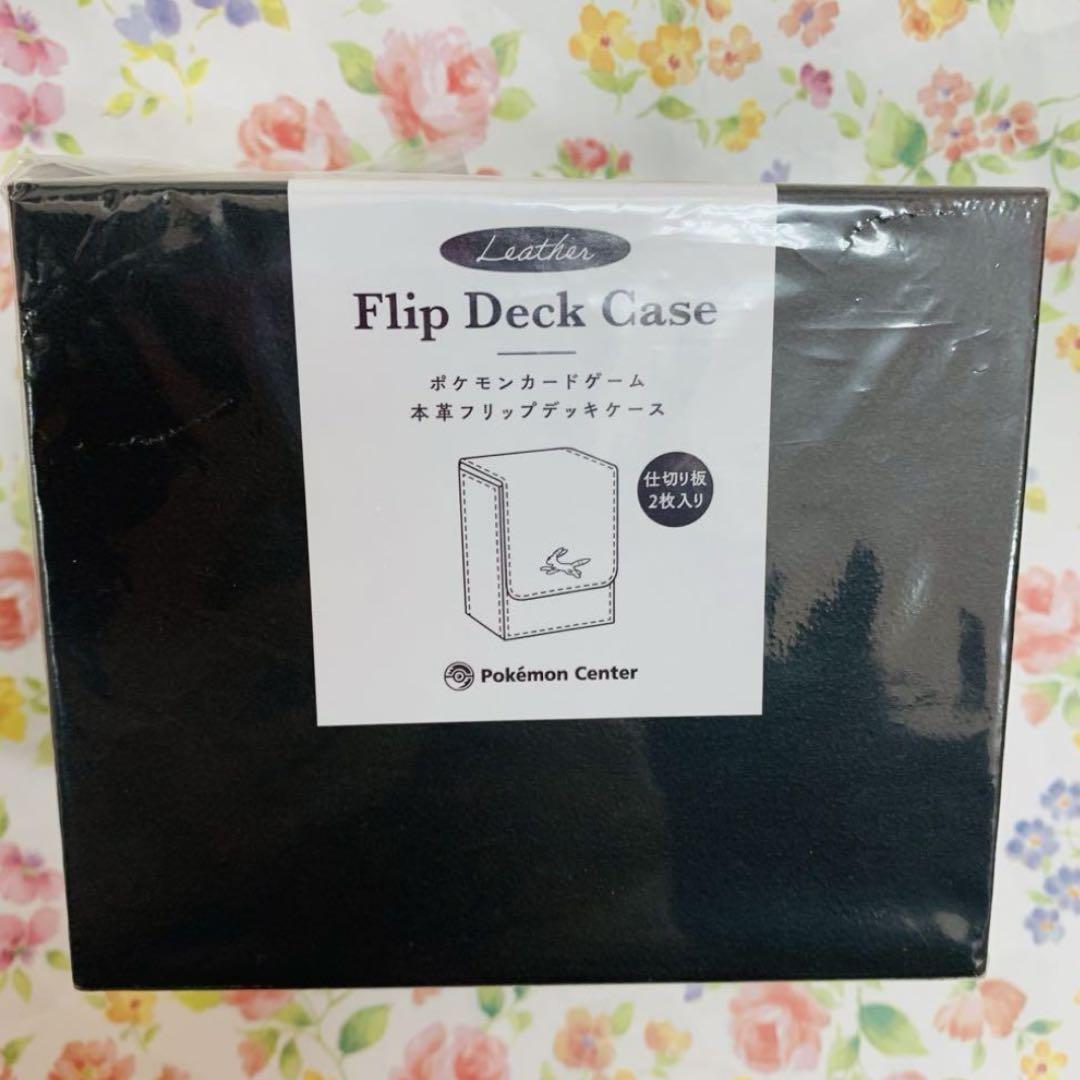 Leather
Flip Deck Case
ポケモンカードゲーム
本革フリップデッキケース
仕切り板
2枚入り
Pokémon Center